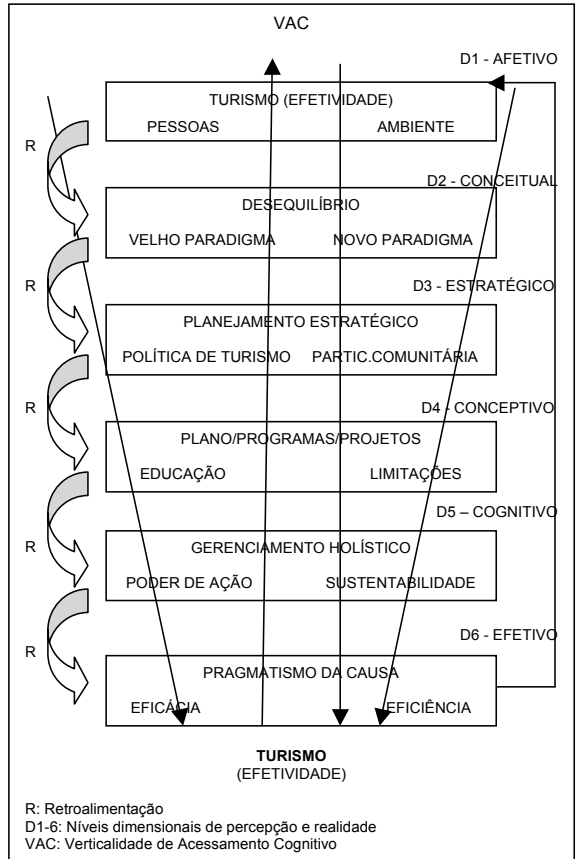 VAC
D1 - AFETIVO
TURISMO (EFETIVIDADE)
PESSOAS AMBIENTE
R
D2 - CONCEITUAL
DESEQUILÍBRIO
VELHO PARADIGMA NOVO PARADIGMA
R
D3 - ESTRATÉGICO
PLANEJAMENTO ESTRATÉGICO
POLÍTICA DE TURISMO PARTIC.COMUNITÁRIA
R
D4 - CONCEPTIVO
PLANO/PROGRAMAS/PROJETOS
EDUCAÇÃO LIMITAÇÕES
R
D5 – COGNITIVO
GERENCIAMENTO HOLÍSTICO
PODER DE AÇÃO SUSTENTABILIDADE
R
D6 - EFETIVO
PRAGMATISMO DA CAUSA
EFICÁCIA EFICIÊNCIA
TURISMO
(EFETIVIDADE)
R: Retroalimentação
D1-6: Níveis dimensionais de percepção e realidade
VAC: Verticalidade de Acessamento Cognitivo